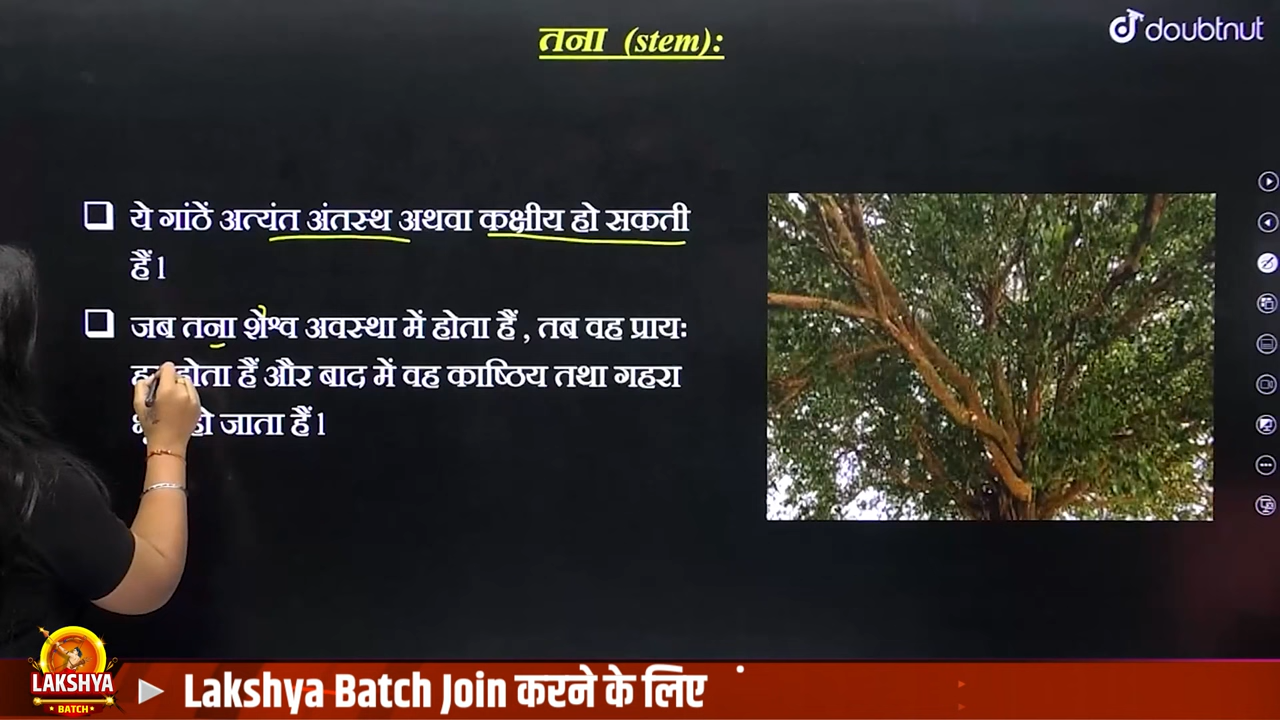 तना (stem):
doubtnut
ये गांठें अत्यंत अंतस्थ अथवा कक्षीय हो सकती
हैं l
जब तना शैश्व अवस्था में होता हैं , तब वह प्रायः
होता हैं और बाद में वह काष्ठिय तथा गहरा
हो जाता हैं l
LAKSHYA
BATCH
Lakshya Batch Join करने के लिए